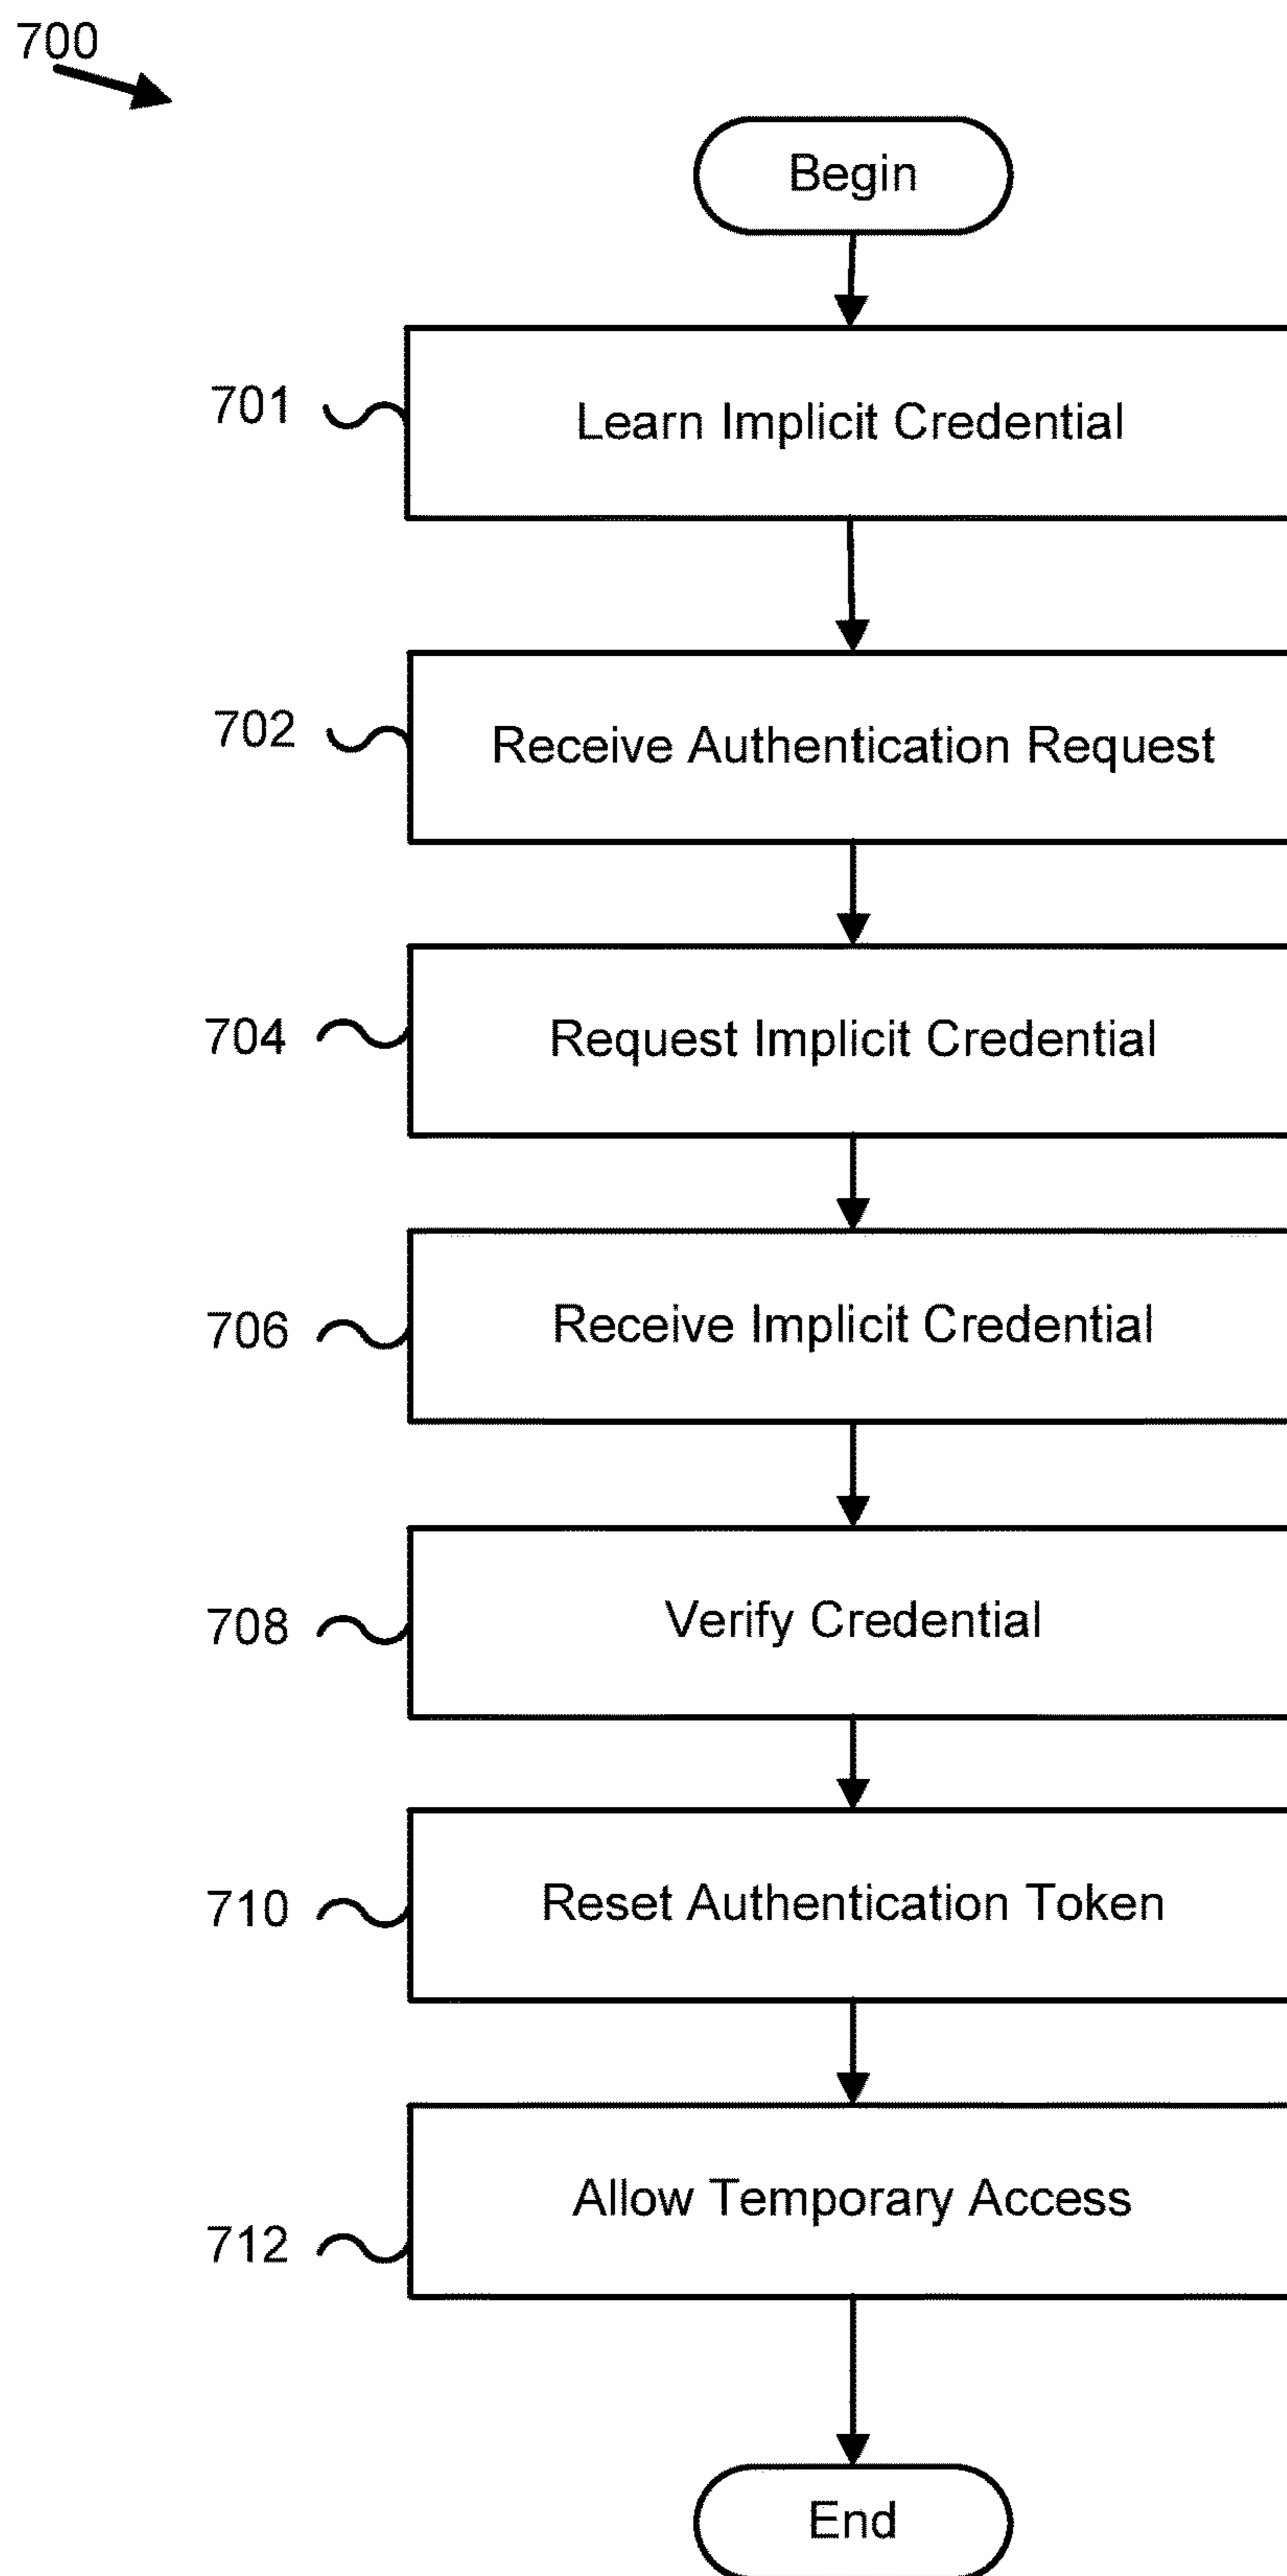 700
Begin
701 Learn Implicit Credential
702 Receive Authentication Request
704 Request Implicit Credential
706 Receive Implicit Credential
708 Verify Credential
710 Reset Authentication Token
712 Allow Temporary Access
End